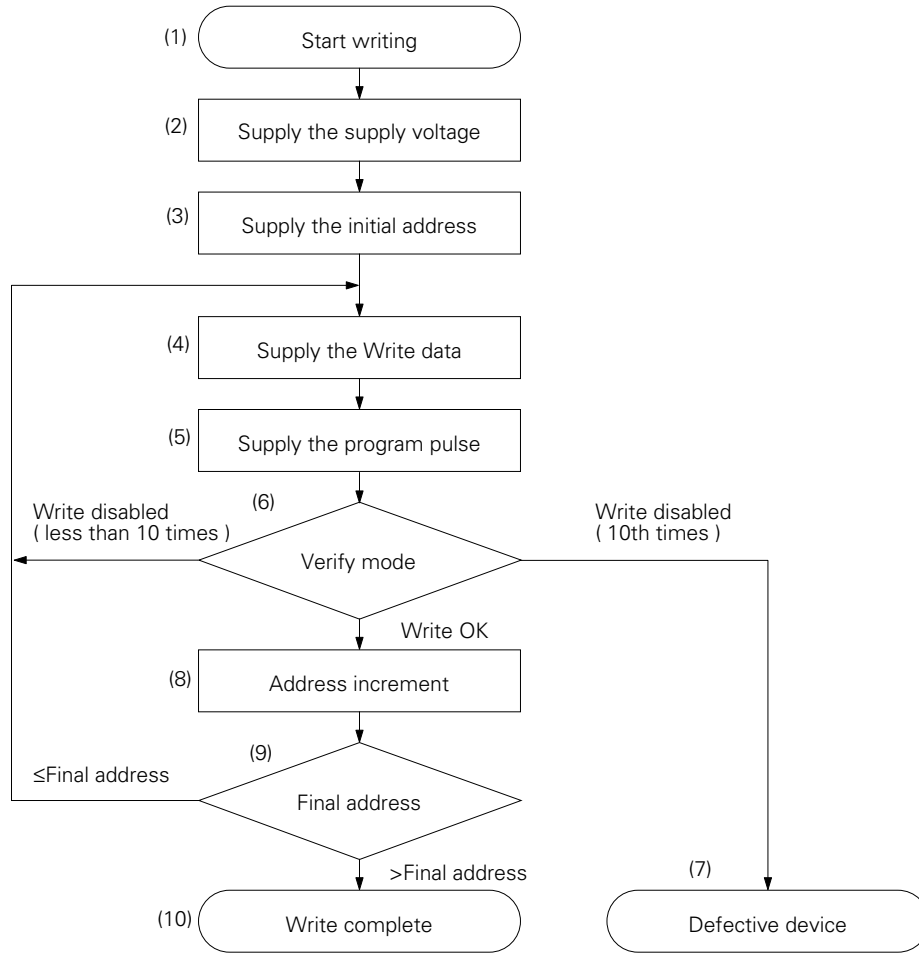 (1)
Start writing
(2)
Supply the supply voltage
(3)
Supply the initial address
(4)
Supply the Write data
(5)
Supply the program pulse
(6)
Write disabled
( less than 10 times )
Write disabled
( 10th times )
Verify mode
Write OK
(8)
Address increment
(9)
≤Final address
Final address
>Final address
(7)
(10)
Write complete
Defective device